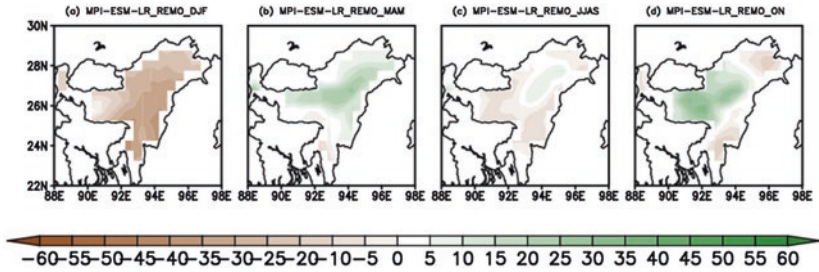 (a) MPI-ESM-LR_REMO_DJF
(b) MPI-ESM-LR_REMO_MAM
(c) MPI-ESM-LR_REMO_JJAS
(d) MPI-ESM-LR_REMO_ON
30N
28N
26N
24N
22N
88E 90E 92E 94E 96E 98E
88E 90E 92E 94E 96E 98E
88E 90E 92E 94E 96E 98E
88E 90E 92E 94E 96E 98E
-60 -55 -50 -45 -40 -35 -30 -25 -20 -15 -10 -5 0 5 10 15 20 25 30 35 40 45 50 55 60